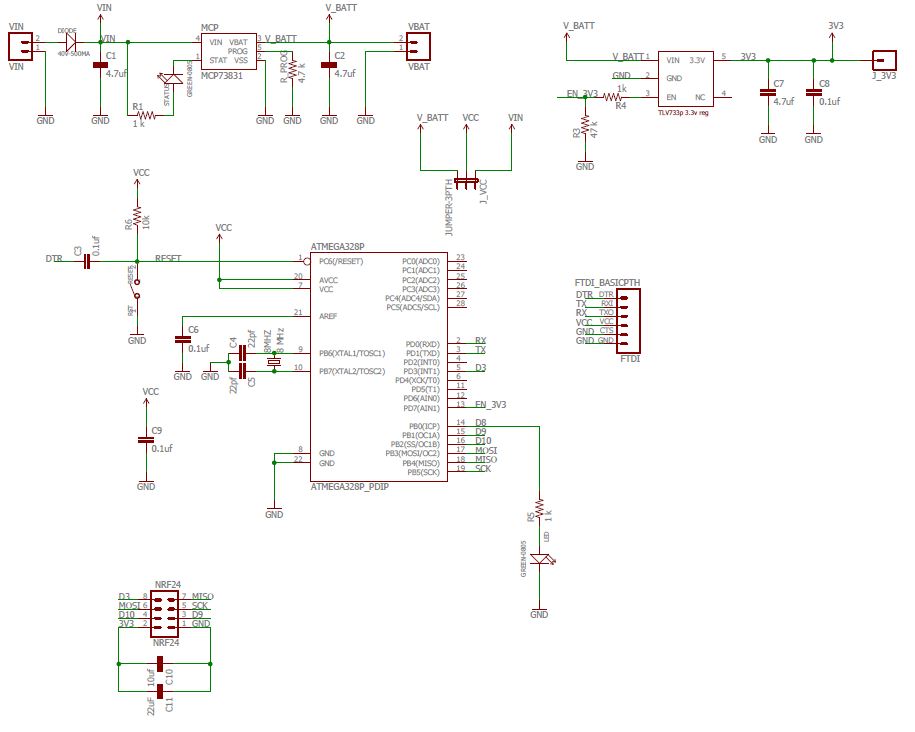 VIN
VIN
2
1
VIN
DIODE
40V-500MA
VIN
VIN
C1
4.7uf
GND
GND
R1
1 k
STATUS
GREEN-0805
MCP
4 VIN VBAT 3
PROG 5
1 STAT VSS 2
MCP73831
R_PROG
4.7 k
GND
GND
V_BATT
V_BATT
C2
4.7uf
GND
VBAT
2
1
VBAT
GND
V_BATT
VCC
VIN
JUMPER-3PTH
J_VCC
V_BATT
V_BATT 1 VIN 3.3V 5 3V3
GND 2 GND
EN_3V3 3 EN NC 4
1k
R4
R3
47 k
GND
TLV733p 3.3v reg
3V3
C7
4.7uf
GND
C8
0.1uf
GND
J_3V3
VCC
R6
10k
DTR
C3
0.1uf
RESET
RESET
RST
GND
VCC
ATMEGA328P
1 PC6(/RESET) PC0(ADC0) 23
PC1(ADC1) 24
20 AVCC PC2(ADC2) 25
7 VCC PC3(ADC3) 26
PC4(ADC4/SDA) 27
PC5(ADC5/SCL) 28
21 AREF
PD0(RXD) 2 RX
9 PB6(XTAL1/TOSC1) PD1(TXD) 3 TX
PD2(INT0) 4
10 PB7(XTAL2/TOSC2) PD3(INT1) 5 D3
PD4(XCK/T0) 6
PD5(T1) 11
PD6(AIN0) 12
PD7(AIN1) 13 EN_3V3
PB0(ICP) 14 D8
PB1(OC1A) 15 D9
PB2(SS/OC1B) 16 D10
8 GND PB3(MOSI/OC2) 17 MOSI
22 GND PB4(MISO) 18 MISO
PB5(SCK) 19 SCK
ATMEGA328P_PDIP
GND
C6
0.1uf
GND
GND
C4
22pf
C5
22pf
8MHZ
8 MHz
VCC
C9
0.1uf
GND
FTDI_BASICPTH
DTR DTR
TX RXI
RX TXO
VCC VCC
GND CTS
GND GND
FTDI
R5
1 k
LED
GREEN-0805
GND
NRF24
D3 8 7 MISO
MOSI 6 5 SCK
D10 4 3 D9
3V3 2 1 GND
NRF24
10uf
C10
22uF
C11